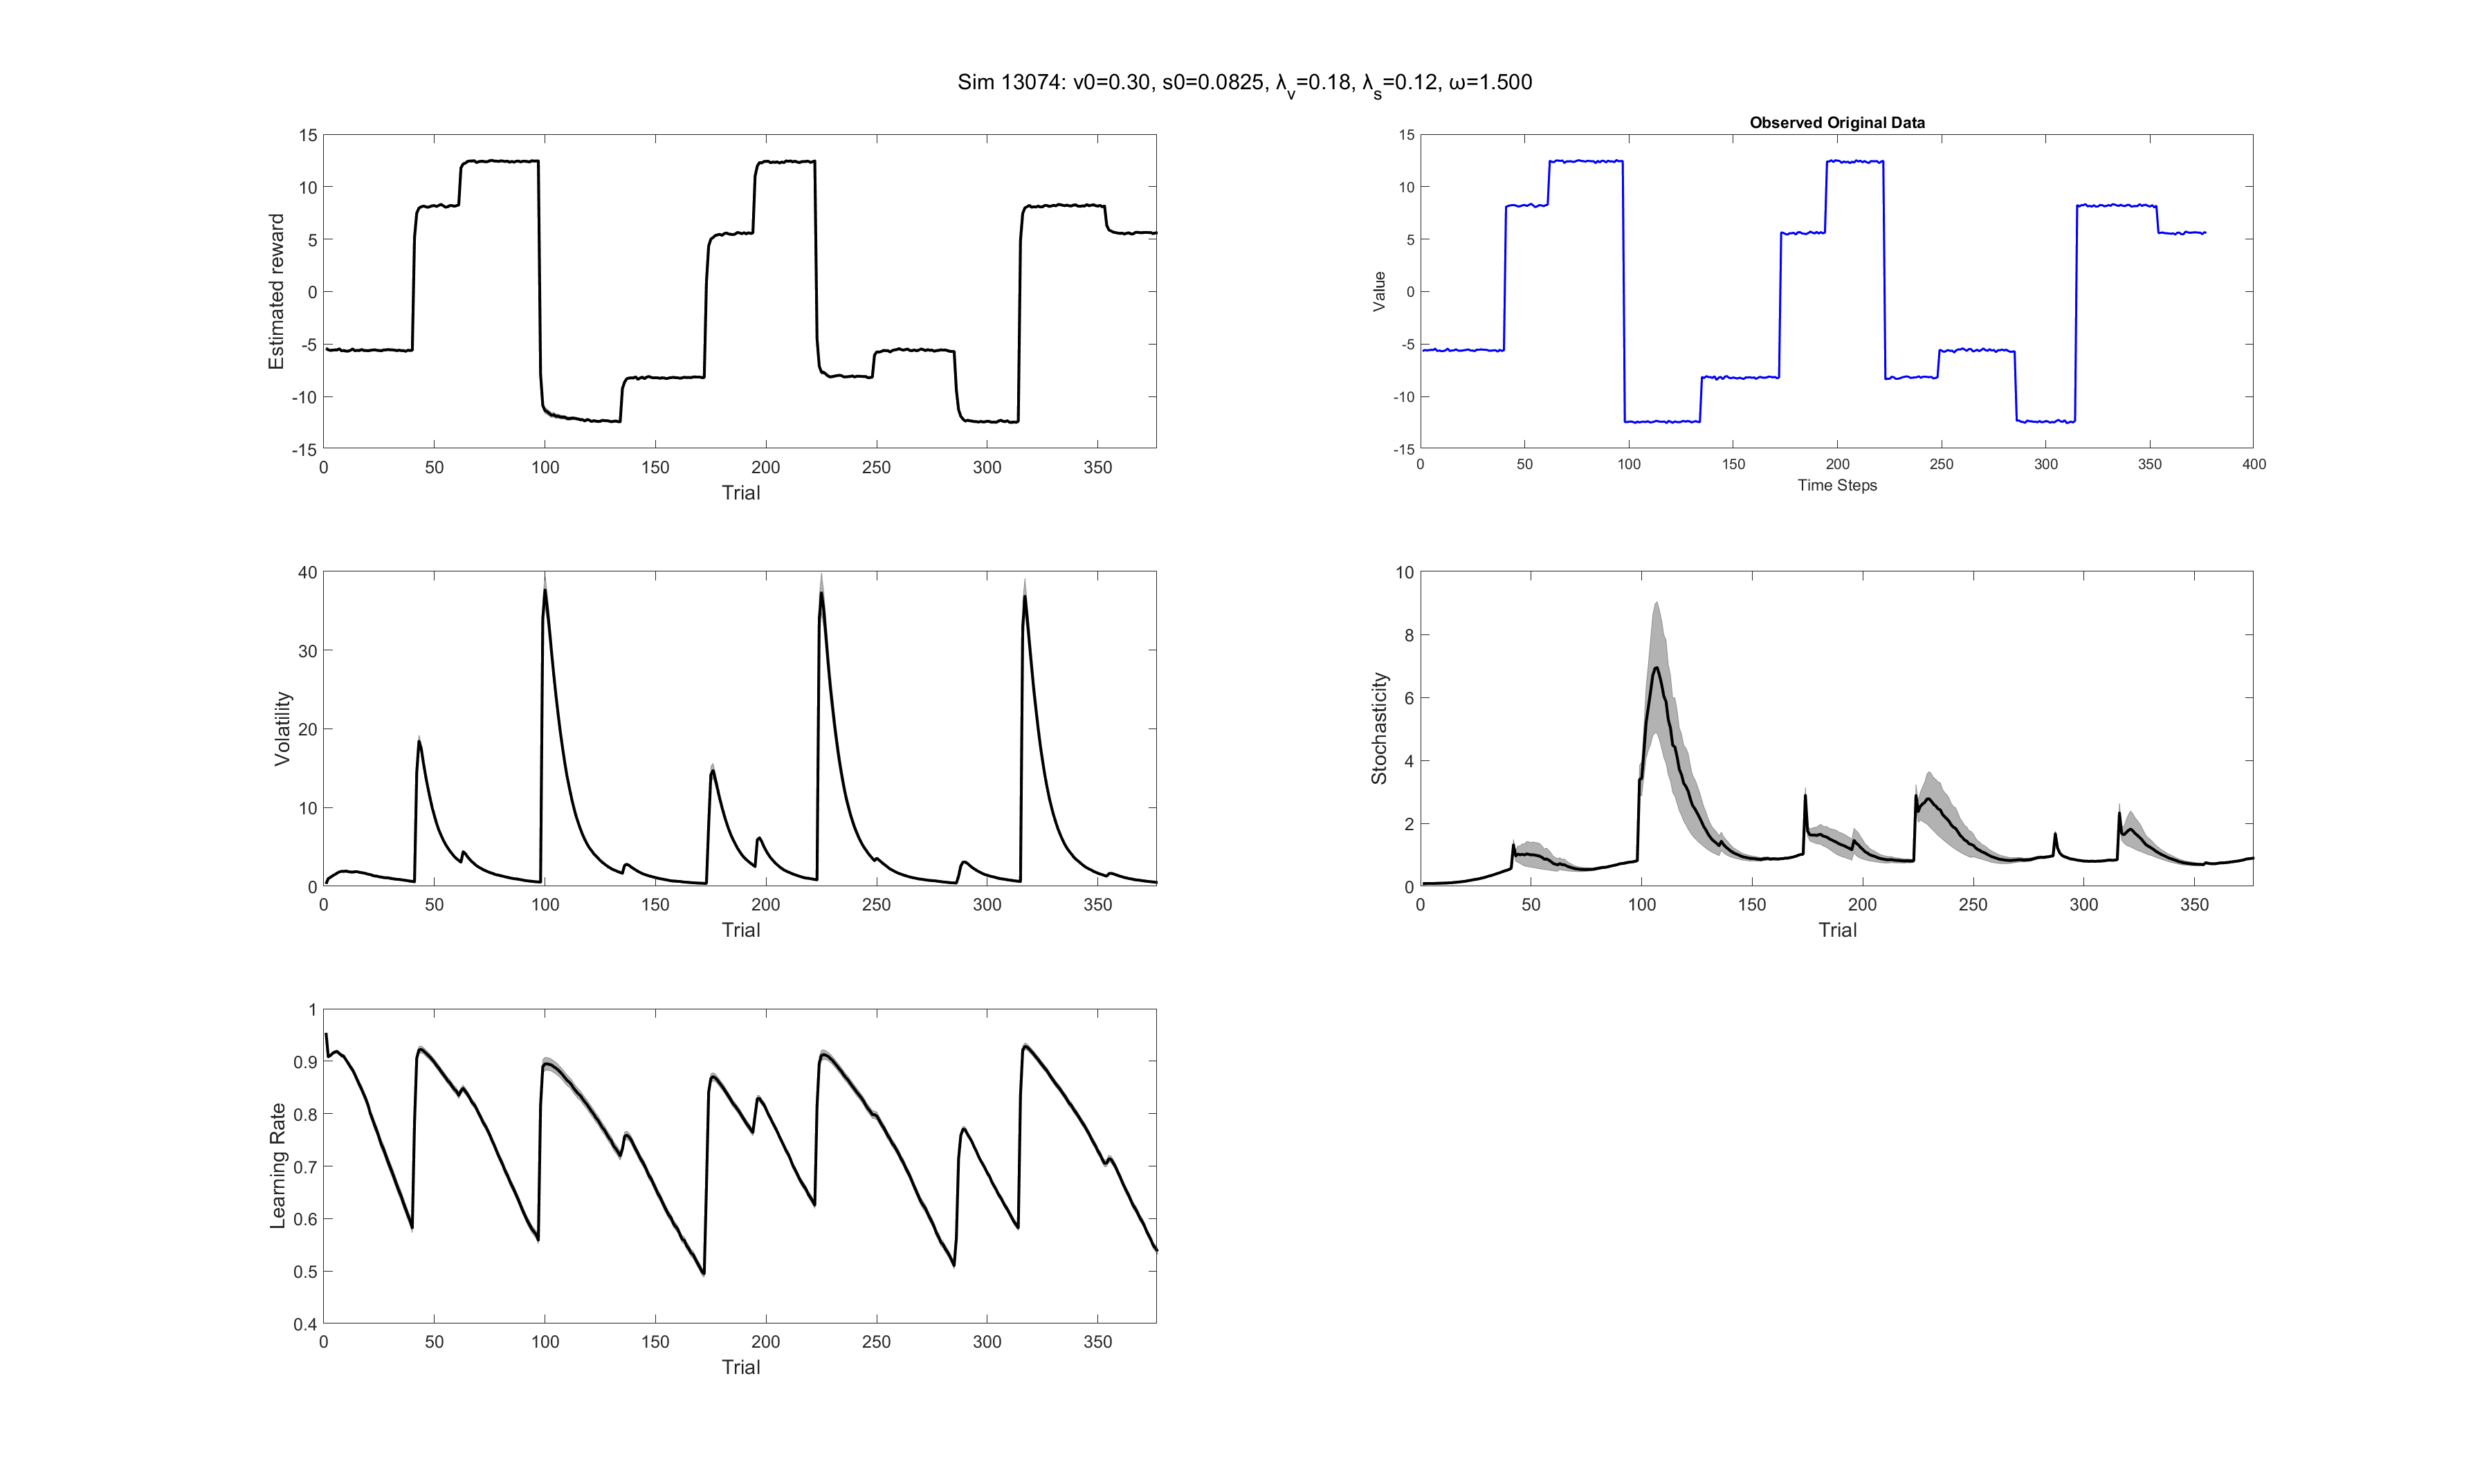 Sim 13074: v0=0.30, s0=0.0825, λv=0.18, λs=0.12, ω=1.500
15
10
5
0
-5
-10
-15
Estimated reward
0 50 100 150 200 250 300 350
Trial
Observed Original Data
15
10
5
0
-5
-10
-15
Value
0 50 100 150 200 250 300 350 400
Time Steps
40
30
20
10
0
Volatility
0 50 100 150 200 250 300 350
Trial
10
8
6
4
2
0
Stochasticity
0 50 100 150 200 250 300 350
Trial
1
0.9
0.8
0.7
0.6
0.5
0.4
Learning Rate
0 50 100 150 200 250 300 350
Trial